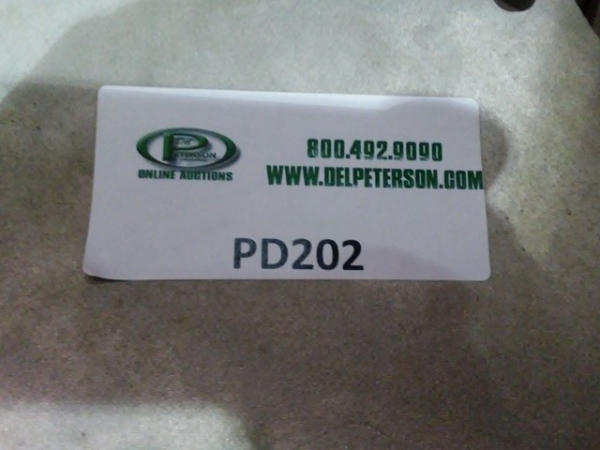 PETERSON
ONLINE AUCTIONS
800.492.9090
WWW.DELPETERSON.COM
PD202